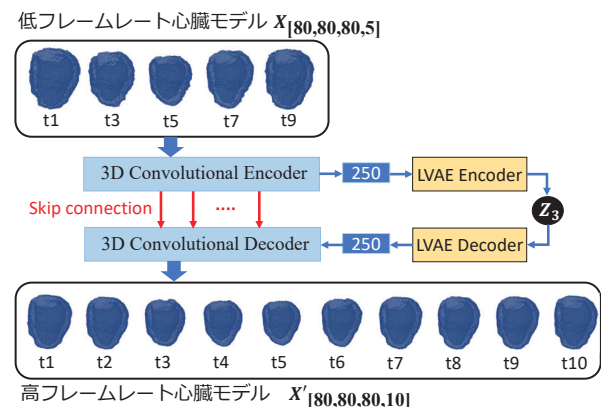 低フレームレート心臓モデル X[80,80,80,5]
t1 t3 t5 t7 t9
3D Convolutional Encoder 250 LVAE Encoder
Skip connection .... Z3
3D Convolutional Decoder 250 LVAE Decoder
t1 t2 t3 t4 t5 t6 t7 t8 t9 t10
高フレームレート心臓モデル X′[80,80,80,10]